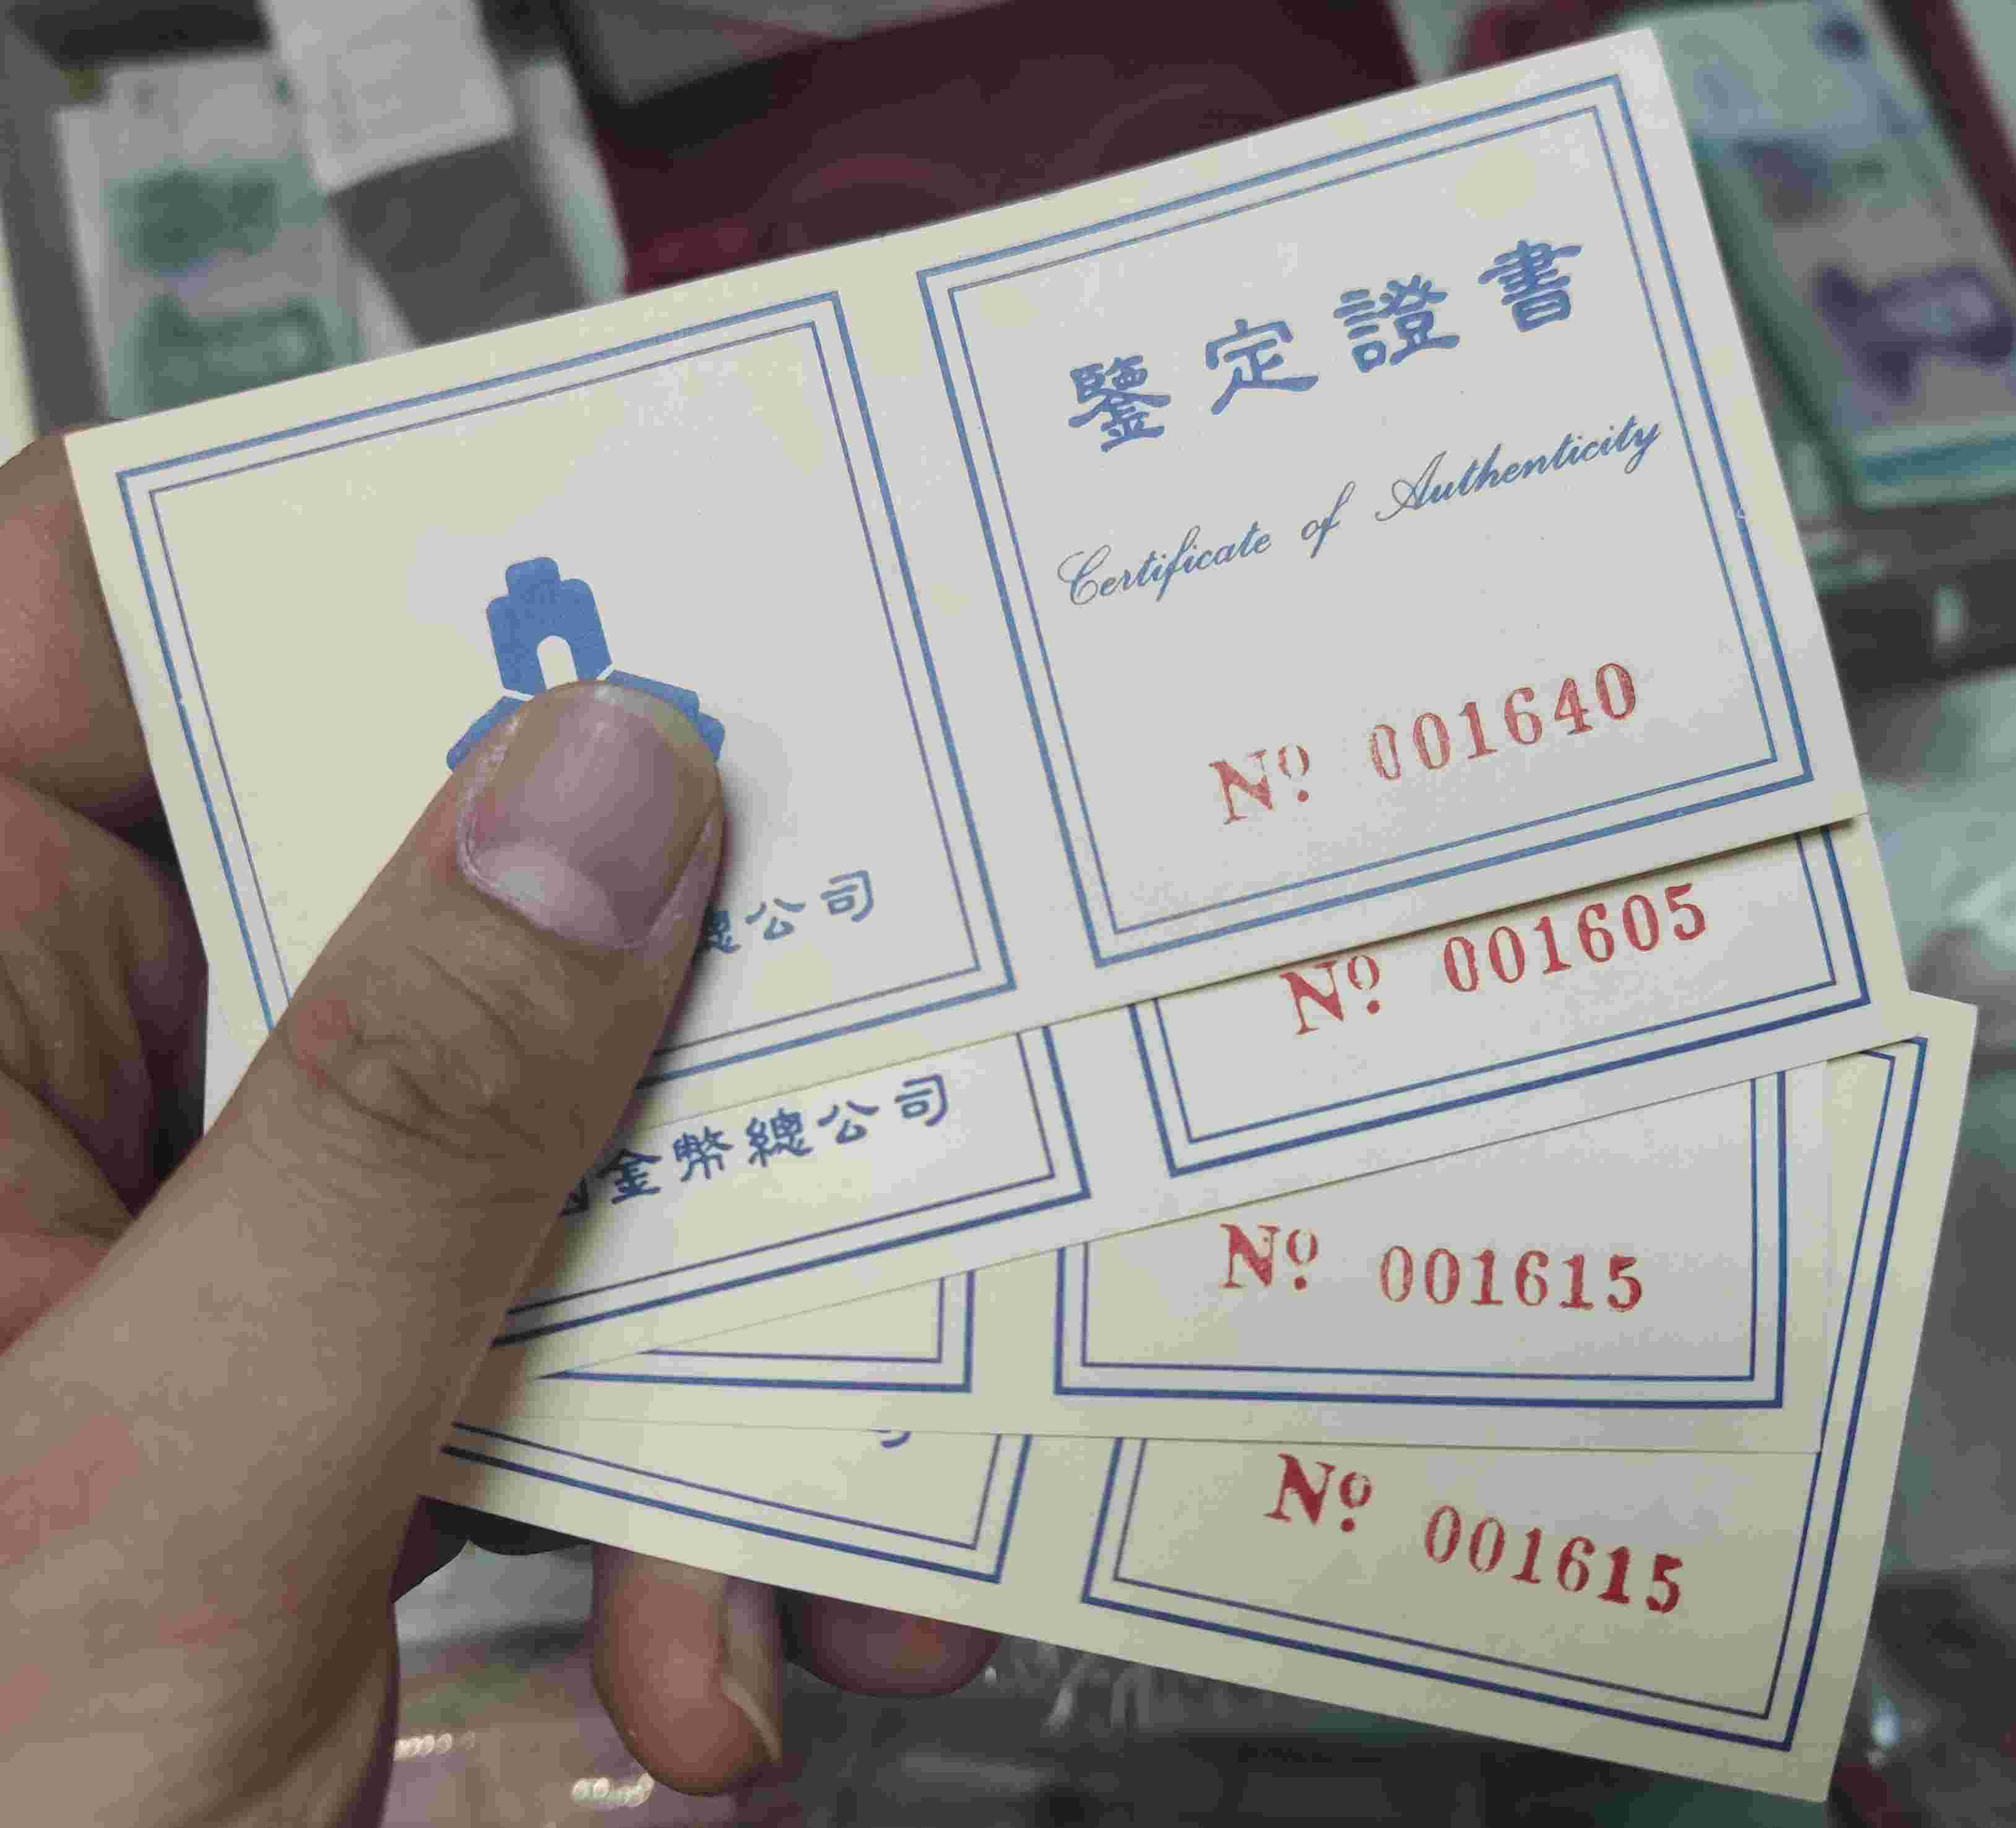 鑒定證書
Certificate of Authenticity
Nº 001640
總公司
Nº 001605
金幣總公司
Nº 001615
Nº 001615